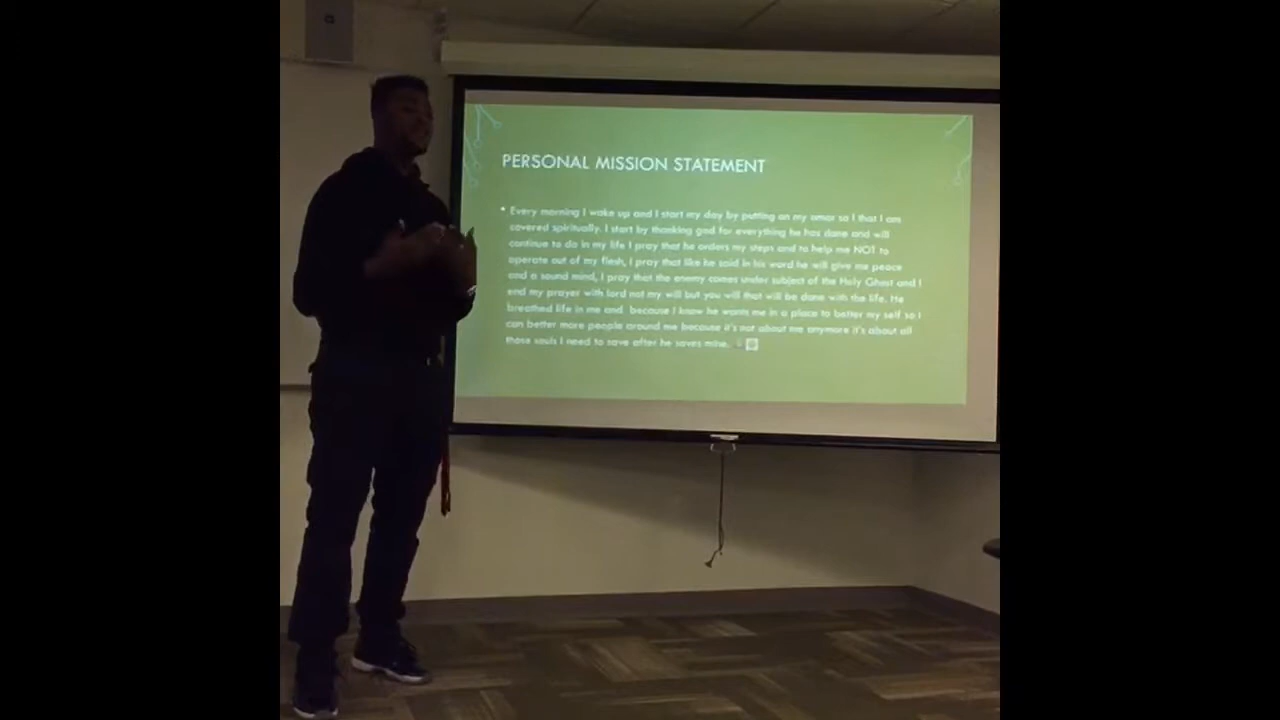 PERSONAL MISSION STATEMENT
• Every morning I wake up and I start my day by putting on my amor so I that I am
covered spiritually. I start by thanking god for everything he has done and will
continue to do in my life I pray that he orders my steps and to help me NOT to
operate out of my flesh, I pray that like he said in his word he will give me peace
and a sound mind, I pray that the enemy comes under subject of the Holy Ghost and I
end my prayer with lord not my will but you will that will be done with the life. He
breathed life in me and because I know he wants me in a place to better my self so I
can better more people around me because it's not about me anymore it's about all
those souls I need to save after he saves mine.